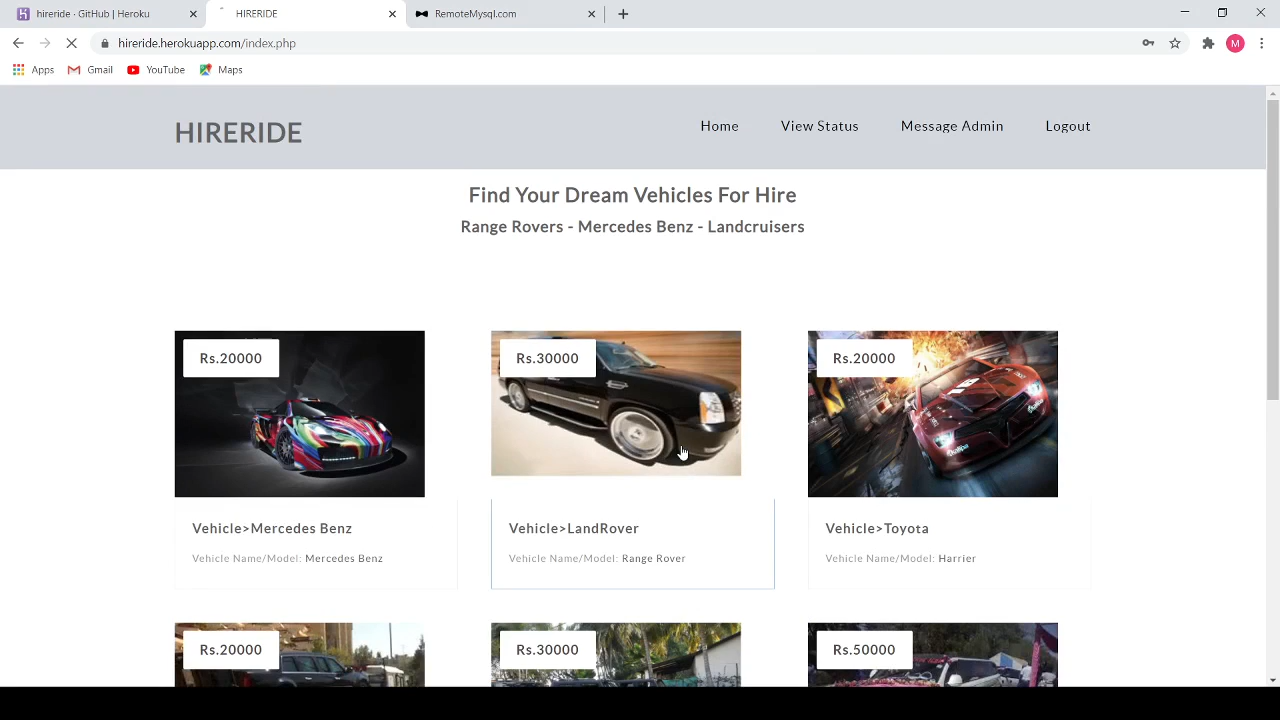 hireride · GitHub | Heroku
HIRERIDE
RemoteMysql.com
hireride.herokuapp.com/index.php
M
Apps
Gmail
YouTube
Maps
HIRERIDE
Home
View Status
Message Admin
Logout
Find Your Dream Vehicles For Hire
Range Rovers - Mercedes Benz - Landcruisers
Rs.20000
Rs.30000
Rs.20000
Vehicle>Mercedes Benz
Vehicle Name/Model: Mercedes Benz
Vehicle>LandRover
Vehicle Name/Model: Range Rover
Vehicle>Toyota
Vehicle Name/Model: Harrier
Rs.20000
Rs.30000
Rs.50000